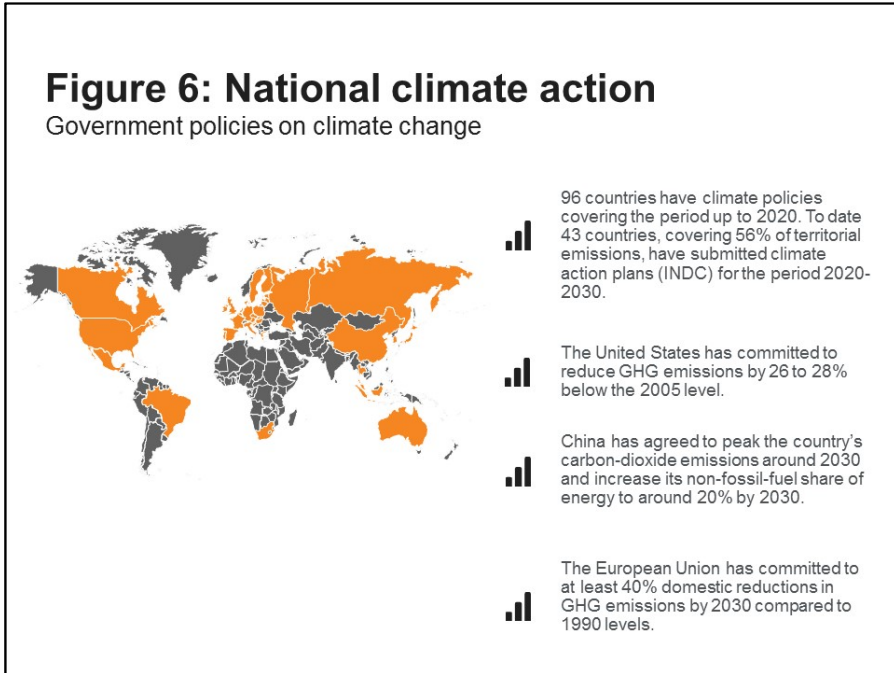 Figure 6: National climate action
Government policies on climate change
96 countries have climate policies
covering the period up to 2020. To date
43 countries, covering 56% of territorial
emissions, have submitted climate
action plans (INDC) for the period 2020-
2030.
The United States has committed to
reduce GHG emissions by 26 to 28%
below the 2005 level.
China has agreed to peak the country's
carbon-dioxide emissions around 2030
and increase its non-fossil-fuel share of
energy to around 20% by 2030.
The European Union has committed to
at least 40% domestic reductions in
GHG emissions by 2030 compared to
1990 levels.